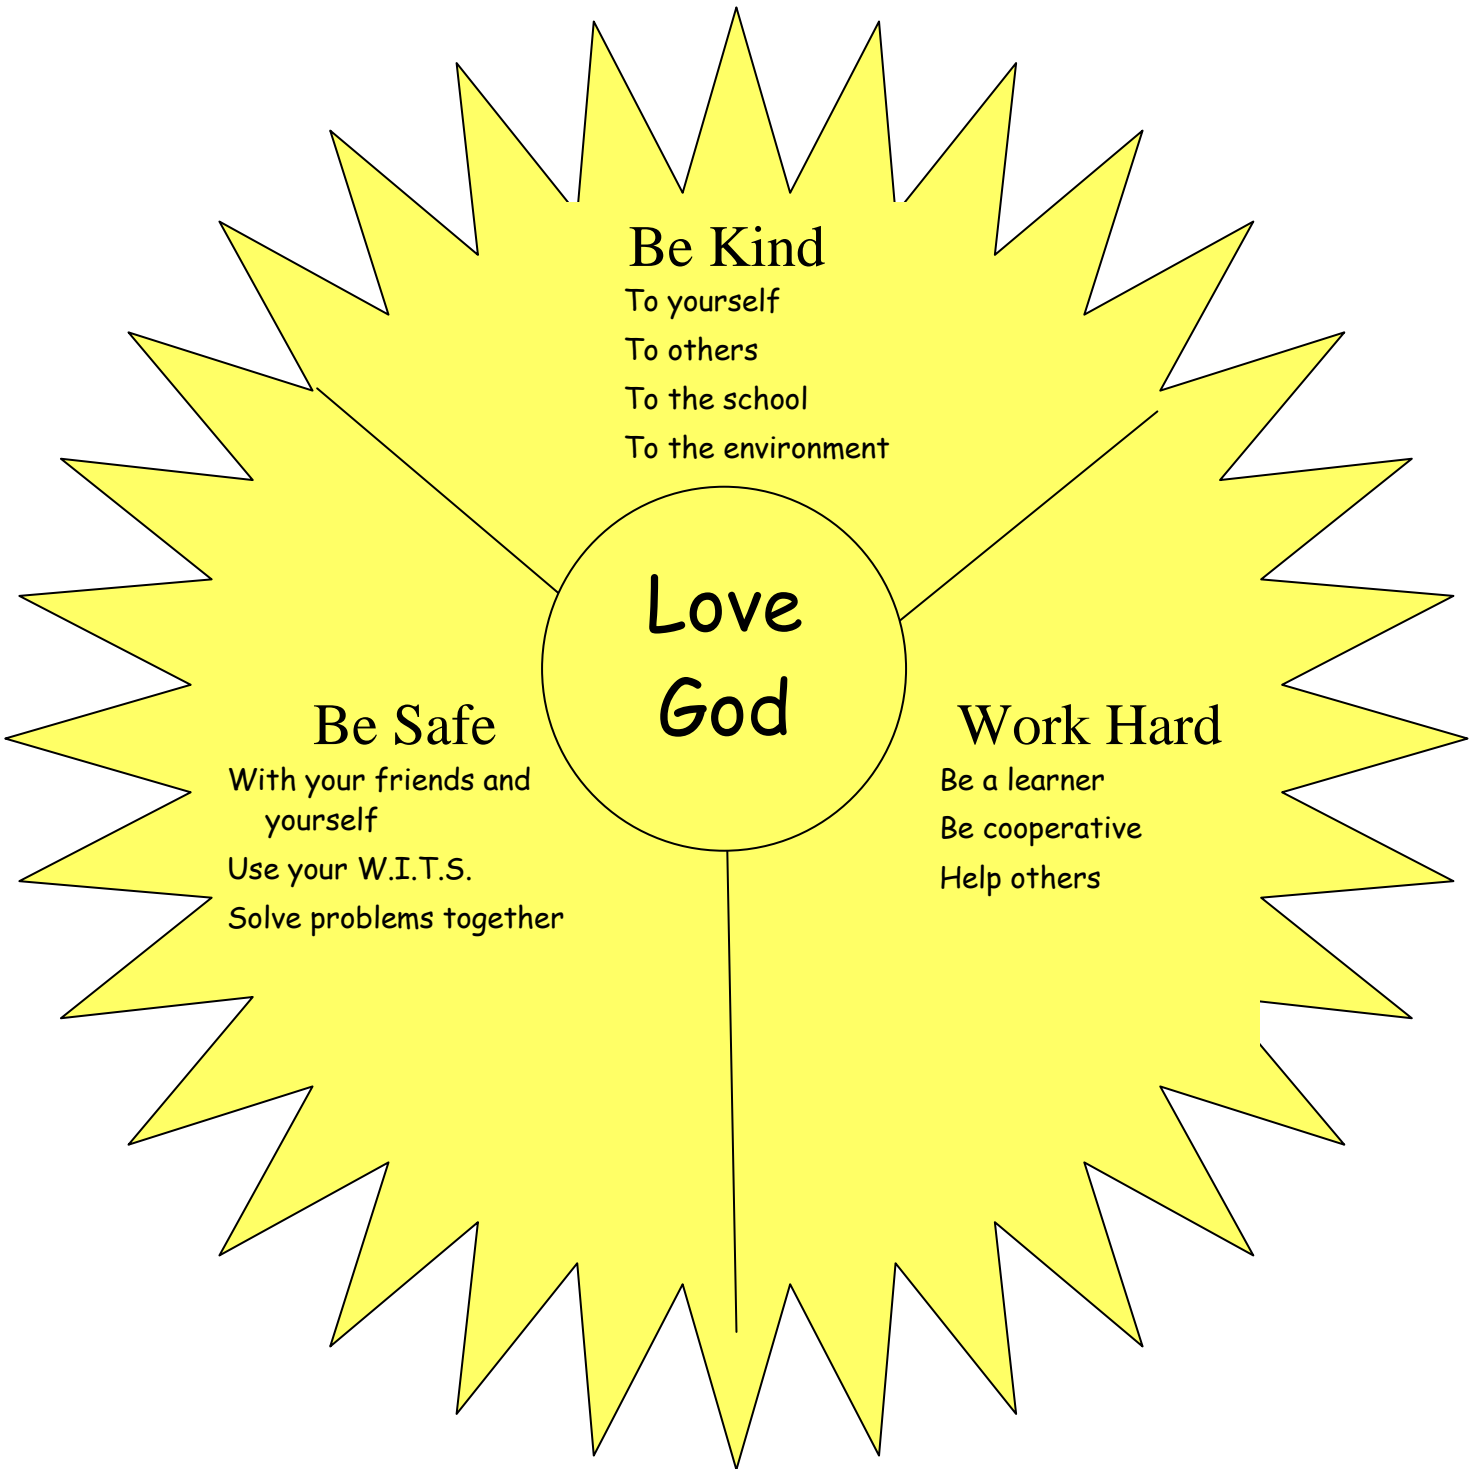 Be Kind
To yourself
To others
To the school
To the environment
Love
God
Be Safe
With your friends and
yourself
Use your W.I.T.S.
Solve problems together
Work Hard
Be a learner
Be cooperative
Help others